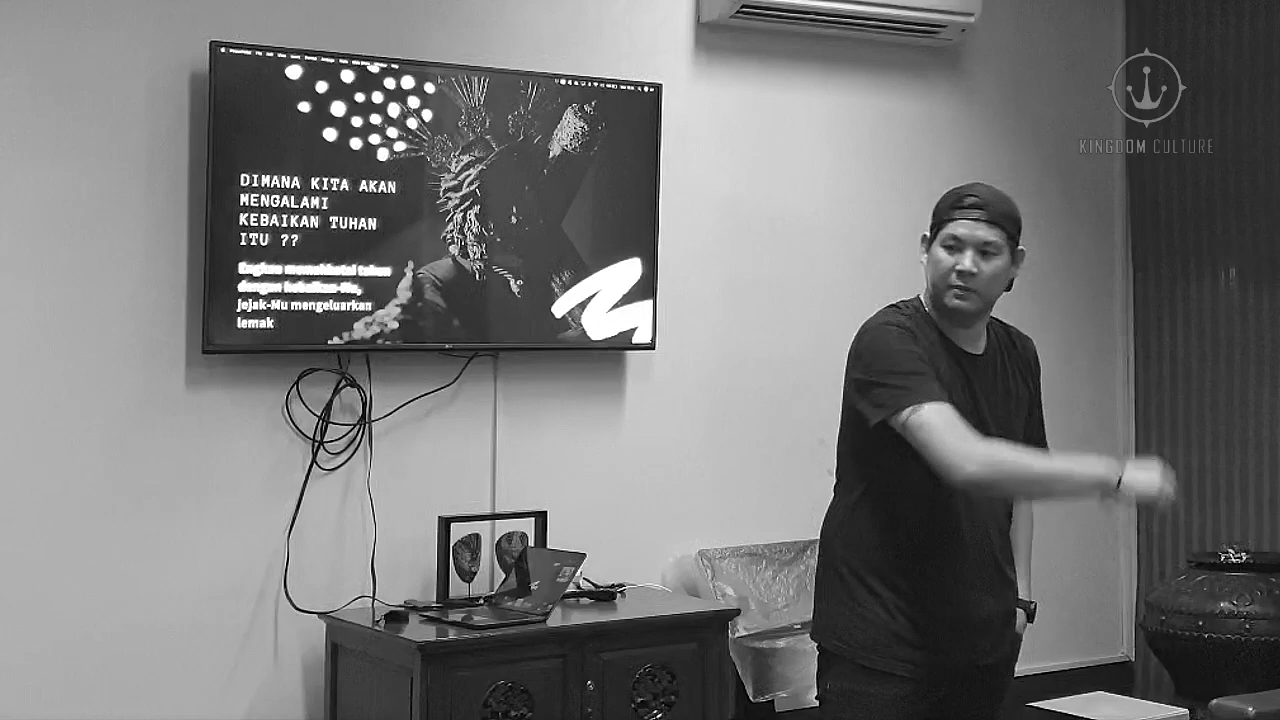 DIMANA KITA AKAN
MENGALAMI
KEBAIKAN TUHAN
ITU ??
Engkau memahkotai tahun
dengan kebaikan-Mu,
jejak-Mu mengeluarkan
lemak
KINGDOM CULTURE